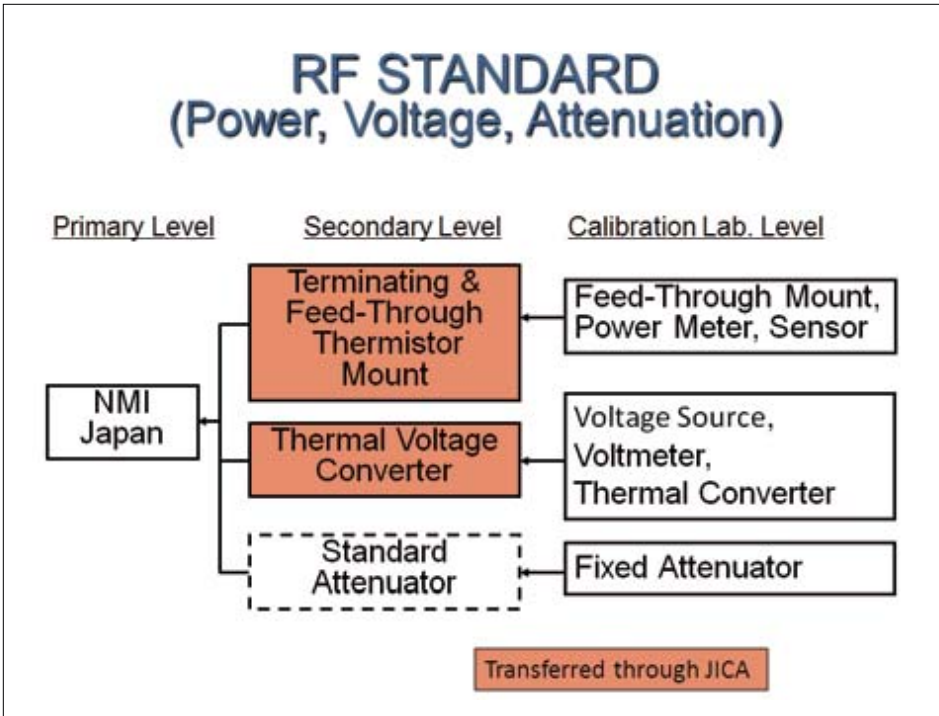 RF STANDARD
(Power, Voltage, Attenuation)
Primary Level
Secondary Level
Calibration Lab. Level
Terminating &
Feed-Through
Thermistor
Mount
Feed-Through Mount,
Power Meter, Sensor
NMI
Japan
Thermal Voltage
Converter
Voltage Source,
Voltmeter,
Thermal Converter
Standard
Attenuator
Fixed Attenuator
Transferred through JICA